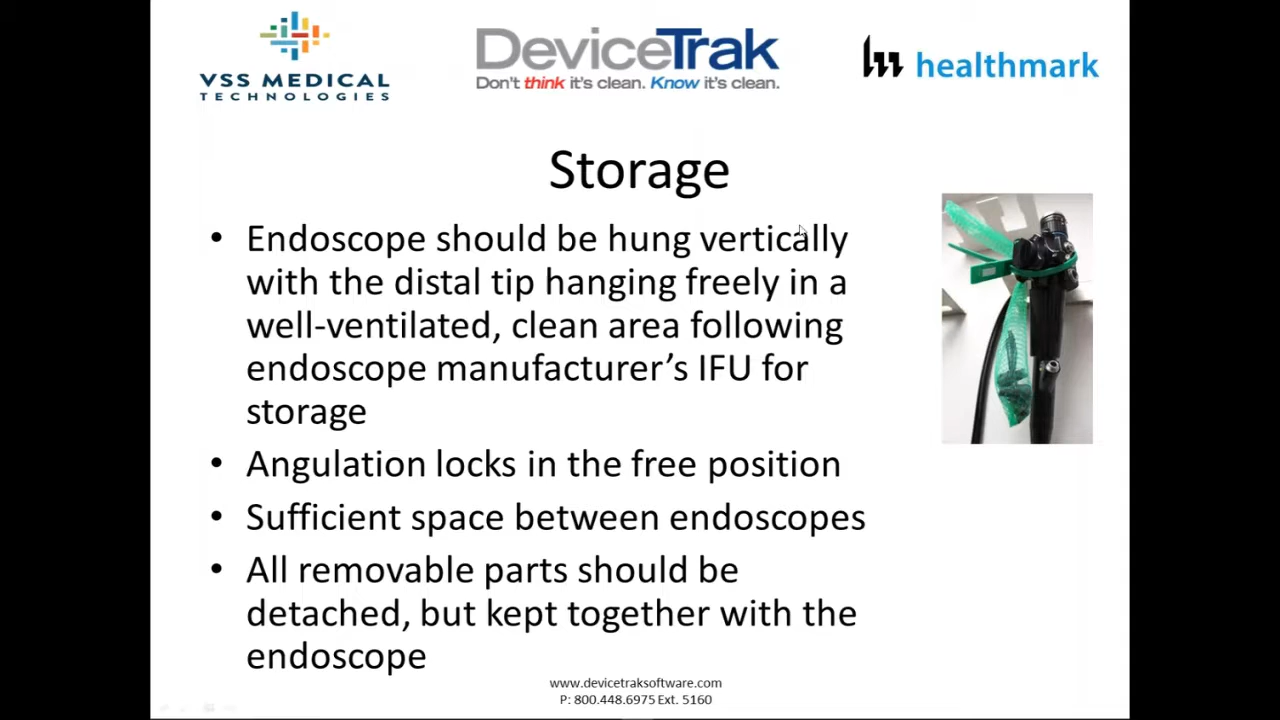 VSS MEDICAL
TECHNOLOGIES
DeviceTrak
Don't think it's clean. Know it's clean.
healthmark
Storage
• Endoscope should be hung vertically
with the distal tip hanging freely in a
well-ventilated, clean area following
endoscope manufacturer’s IFU for
storage
• Angulation locks in the free position
• Sufficient space between endoscopes
• All removable parts should be
detached, but kept together with the
endoscope
www.devicetraksoftware.com
P: 800.448.6975 Ext. 5160